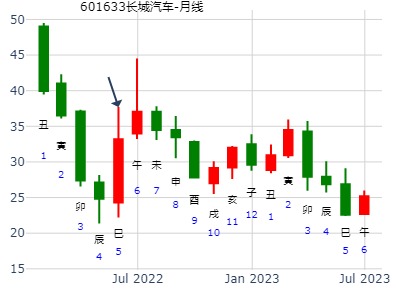 601633长城汽车-月线
50
45
40
35
30
25
20
15
丑
1
寅
2
卯
3
辰
4
巳
5
午
6
未
7
申
8
酉
9
戌
10
亥
11
子
12
丑
1
寅
2
卯
3
辰
4
巳
5
午
6
Jul 2022
Jan 2023
Jul 2023